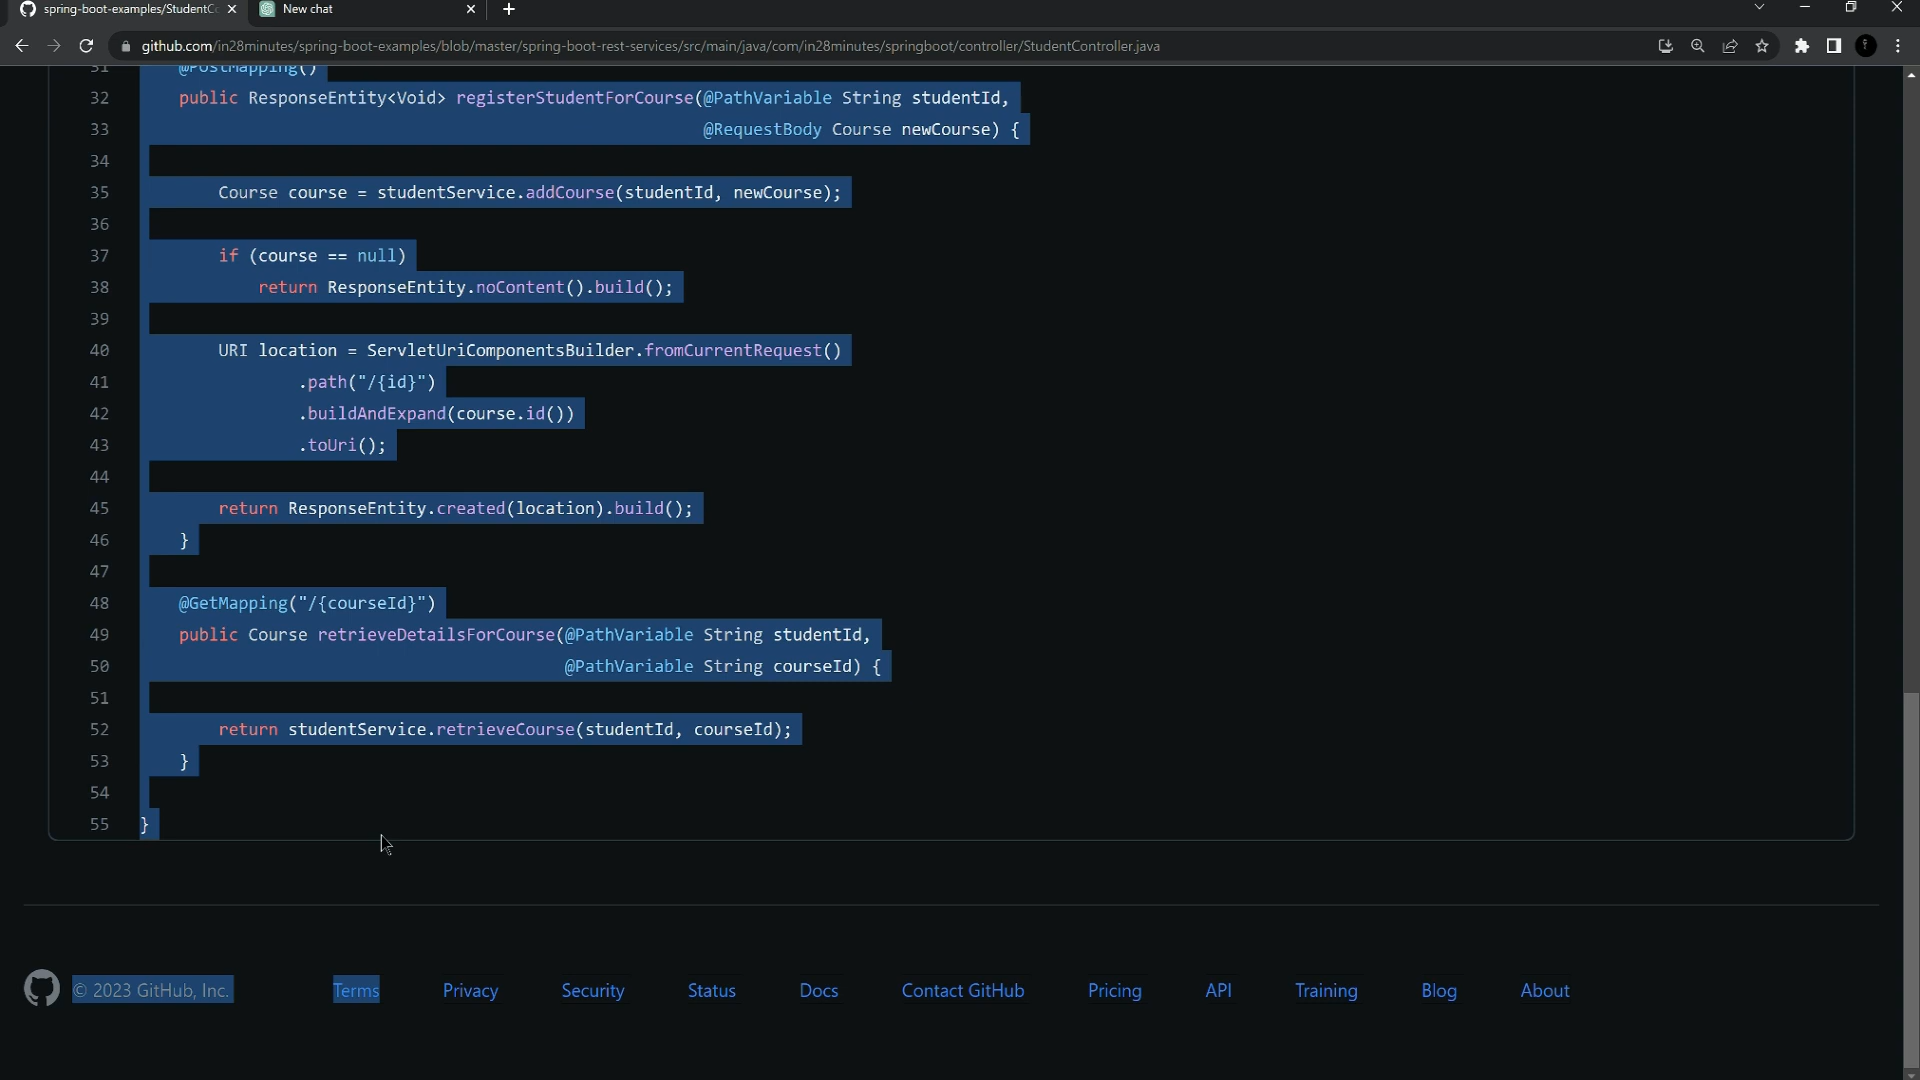 spring-boot-examples/StudentC
New chat
github.com/in28minutes/spring-boot-examples/blob/master/spring-boot-rest-services/src/main/java/com/in28minutes/springboot/controller/StudentController.java
31 @PostMapping()
32 public ResponseEntity<Void> registerStudentForCourse(@PathVariable String studentId,
33 @RequestBody Course newCourse) {
34
35 Course course = studentService.addCourse(studentId, newCourse);
36
37 if (course == null)
38 return ResponseEntity.noContent().build();
39
40 URI location = ServletUriComponentsBuilder.fromCurrentRequest()
41 .path("/{id}")
42 .buildAndExpand(course.id())
43 .toUri();
44
45 return ResponseEntity.created(location).build();
46 }
47
48 @GetMapping("/{courseId}")
49 public Course retrieveDetailsForCourse(@PathVariable String studentId,
50 @PathVariable String courseId) {
51
52 return studentService.retrieveCourse(studentId, courseId);
53 }
54
55 }
© 2023 GitHub, Inc. Terms Privacy Security Status Docs Contact GitHub Pricing API Training Blog About